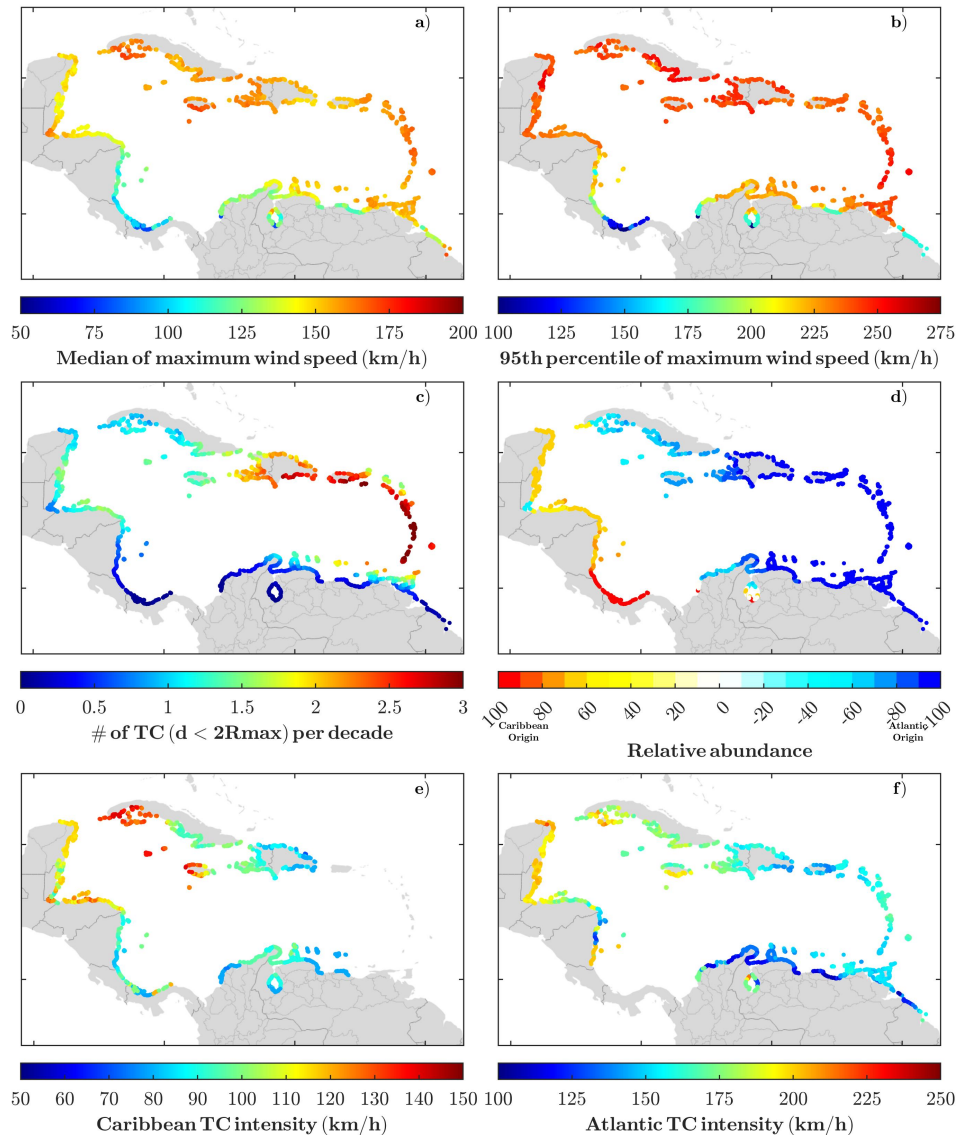 a)
b)
50 75 100 125 150 175 200
Median of maximum wind speed (km/h)
100 125 150 175 200 225 250 275
95th percentile of maximum wind speed (km/h)
c)
d)
0 0.5 1 1.5 2 2.5 3
# of TC (d < 2Rmax) per decade
100 80 60 40 20 0 -20 -40 -60 -80 -100
Caribbean
Origin
Atlantic
Origin
Relative abundance
e)
f)
50 60 70 80 90 100 110 120 130 140 150
Caribbean TC intensity (km/h)
100 125 150 175 200 225 250
Atlantic TC intensity (km/h)